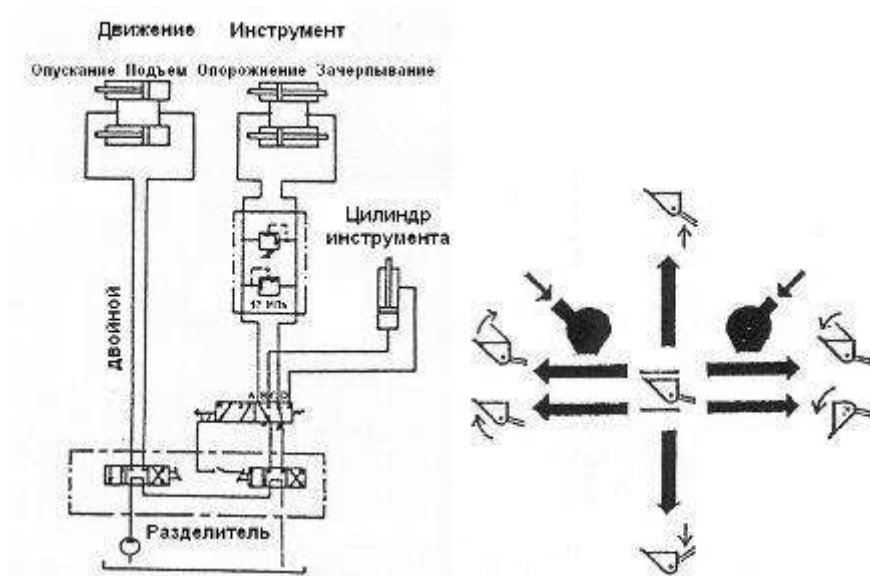 Движение Инструмент
Опускание Подъем Опорожнение Зачерпывание
Цилиндр
инструмента
двойной
Разделитель